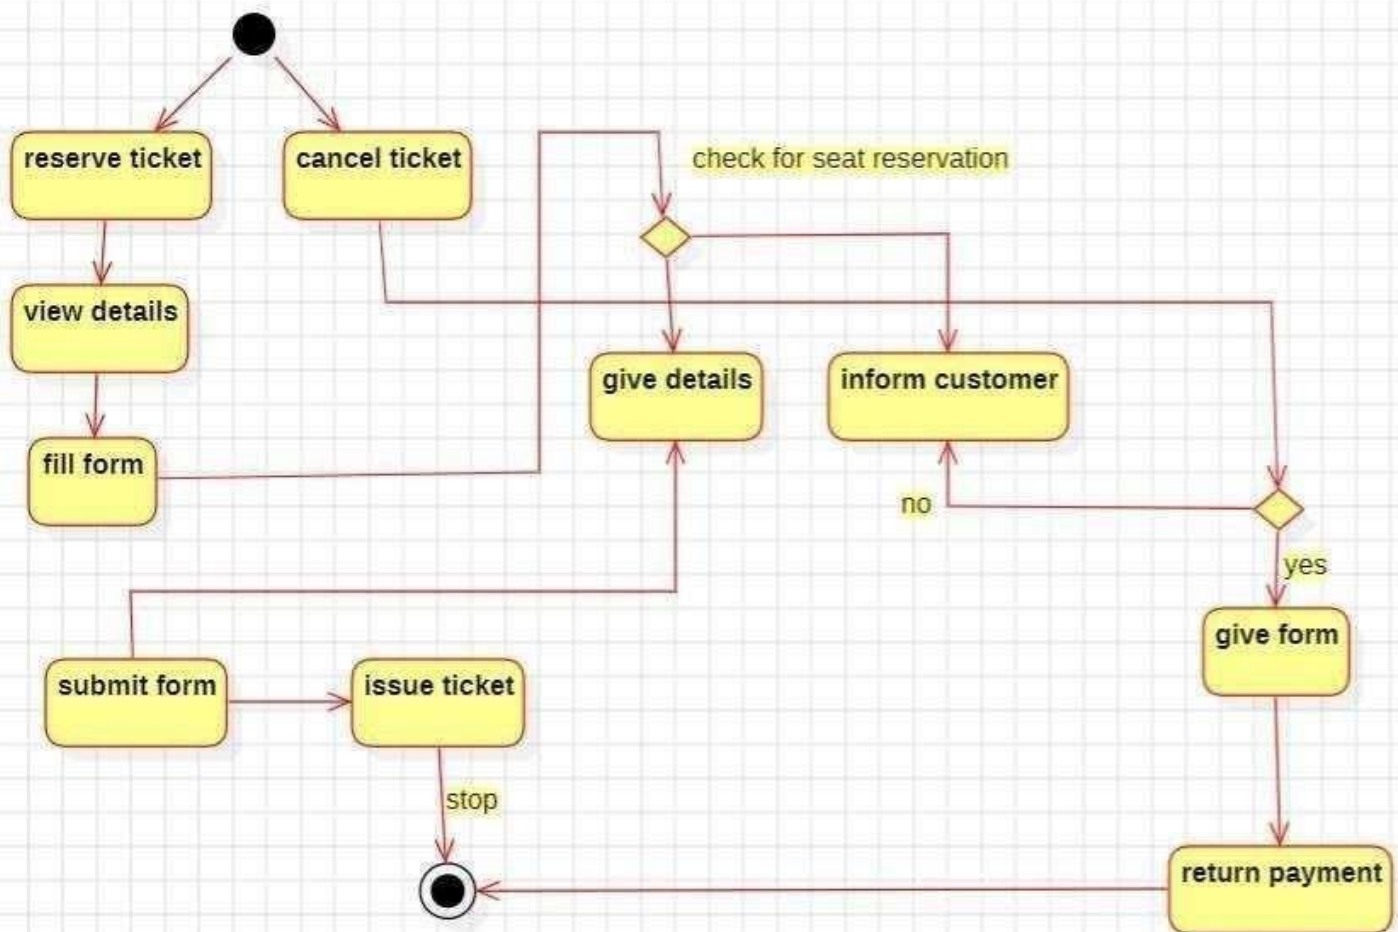 reserve ticket
cancel ticket
check for seat reservation
view details
give details
inform customer
fill form
no
yes
give form
submit form
issue ticket
stop
return payment